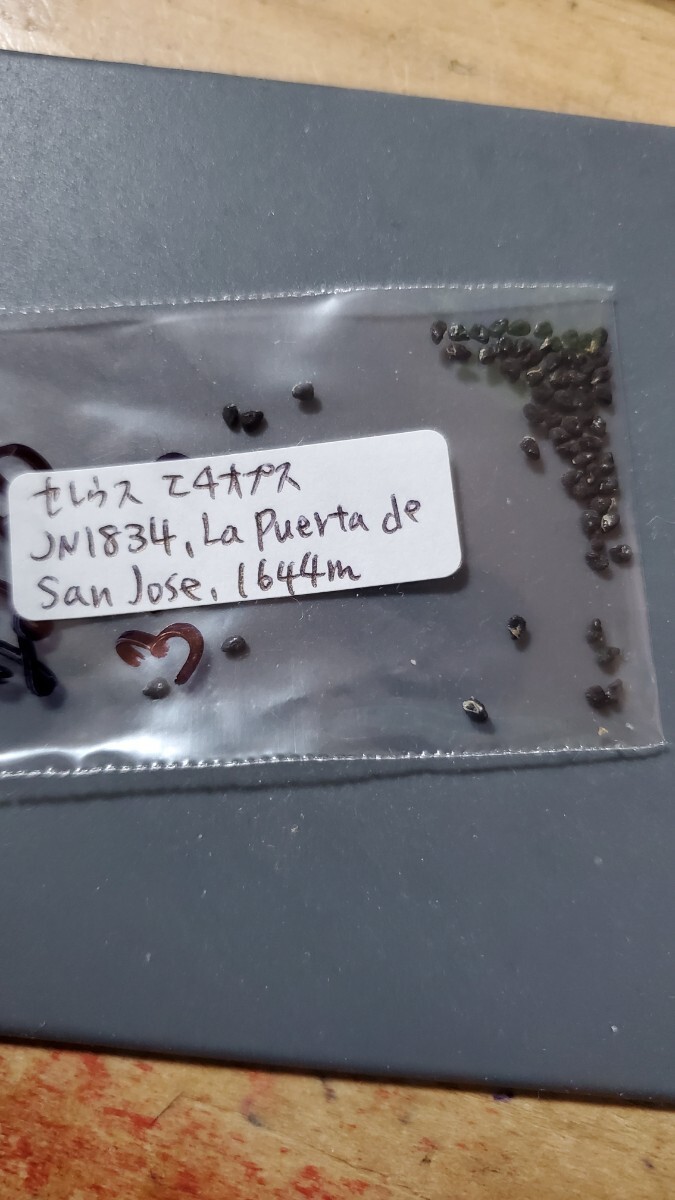 セレウス エチオプス
JN1834, La Puerta de
San Jose, 1644m